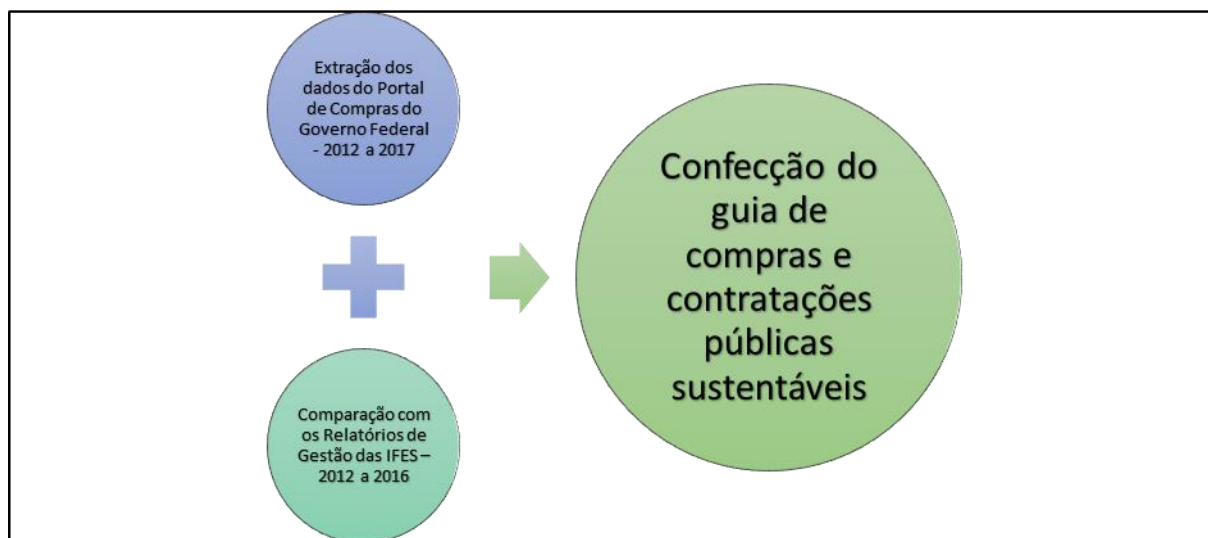 Extração dos
dados do Portal
de Compras do
Governo Federal
- 2012 a 2017
Comparação com
os Relatórios de
Gestão das IFES –
2012 a 2016
Confecção do
guia de
compras e
contratações
públicas
sustentáveis